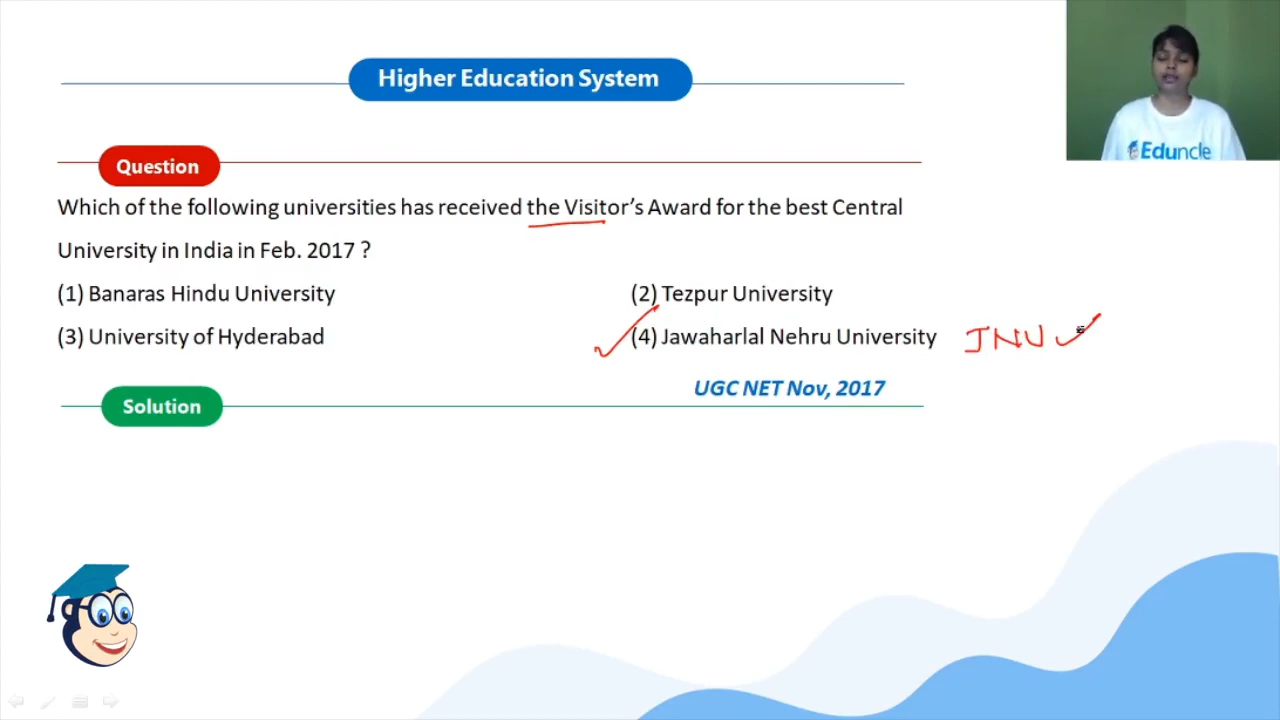 Higher Education System
Eduncle
Question
Which of the following universities has received the Visitor’s Award for the best Central
University in India in Feb. 2017 ?
(1) Banaras Hindu University
(2) Tezpur University
(3) University of Hyderabad
(4) Jawaharlal Nehru University JNU
UGC NET Nov, 2017
Solution